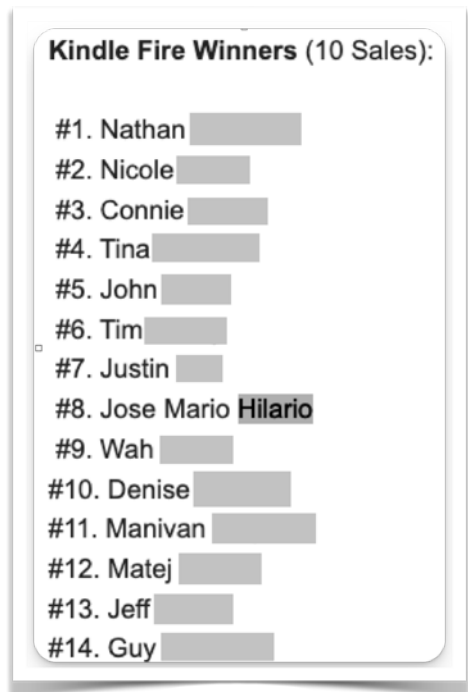 Kindle Fire Winners (10 Sales):
#1. Nathan
#2. Nicole
#3. Connie
#4. Tina
#5. John
#6. Tim
#7. Justin
#8. Jose Mario Hilario
#9. Wah
#10. Denise
#11. Manivan
#12. Matej
#13. Jeff
#14. Guy